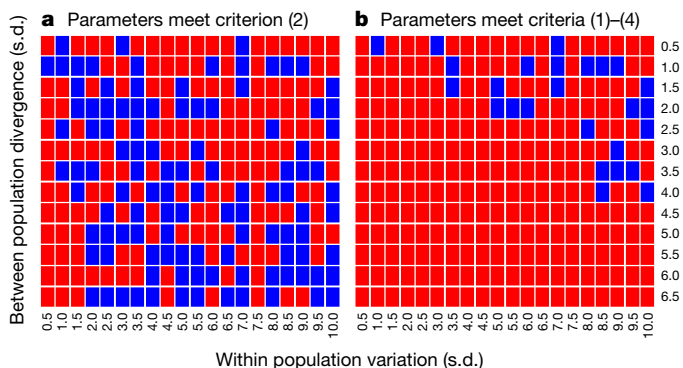 a Parameters meet criterion (2)
b Parameters meet criteria (1)–(4)
Between population divergence (s.d.)
0.5
1.0
1.5
2.0
2.5
3.0
3.5
4.0
4.5
5.0
5.5
6.0
6.5
0.5 1.0 1.5 2.0 2.5 3.0 3.5 4.0 4.5 5.0 5.5 6.0 6.5 7.0 7.5 8.0 8.5 9.0 9.5 10.0
0.5 1.0 1.5 2.0 2.5 3.0 3.5 4.0 4.5 5.0 5.5 6.0 6.5 7.0 7.5 8.0 8.5 9.0 9.5 10.0
Within population variation (s.d.)